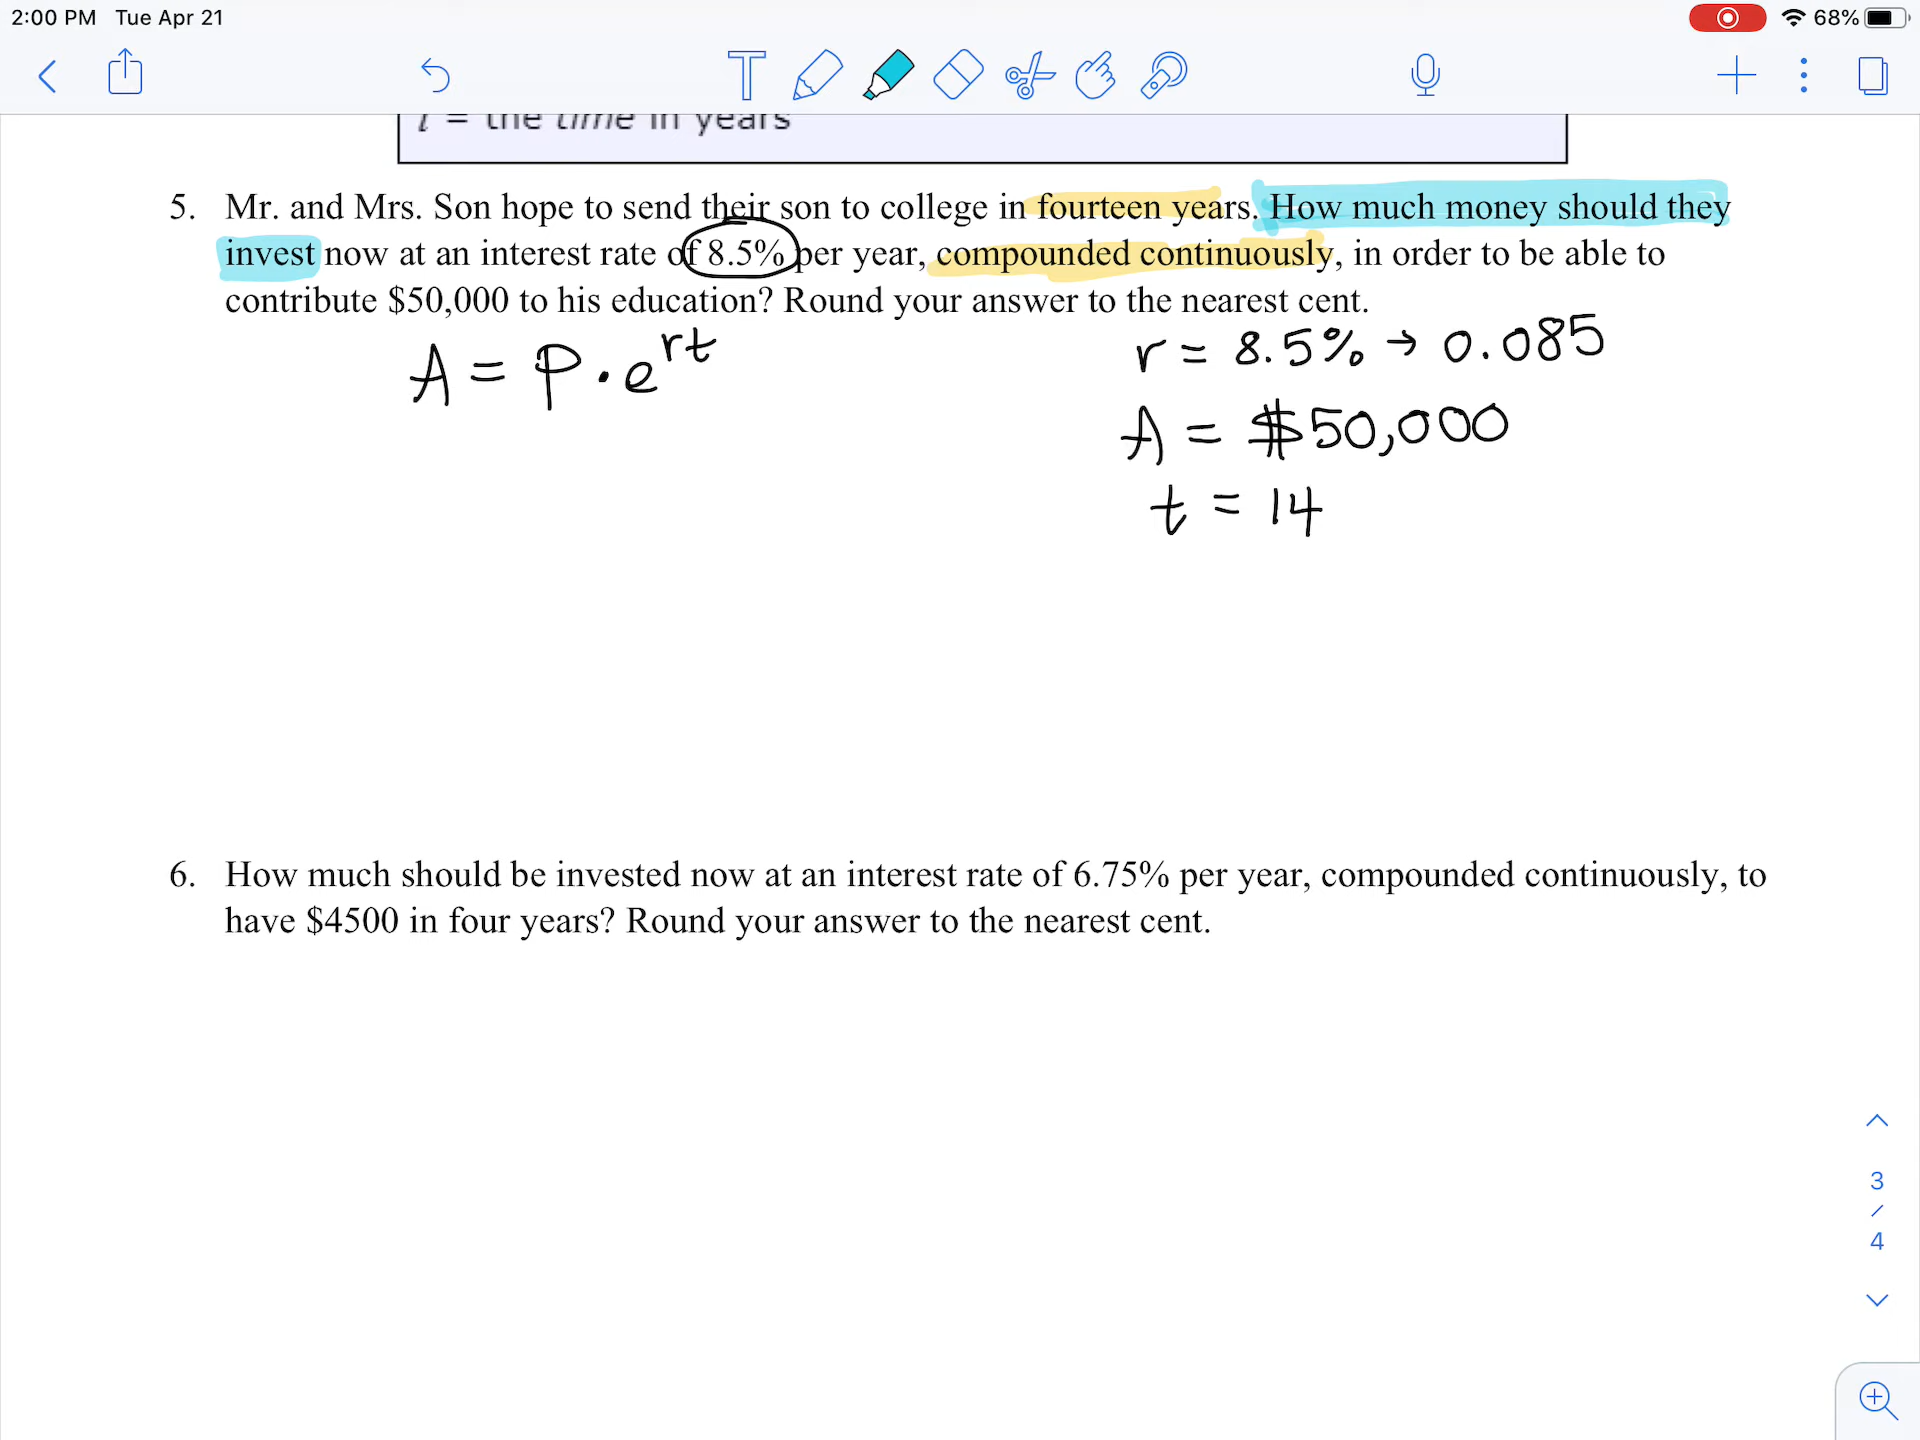 2:00 PM Tue Apr 21
68%
t = the time in years
5. Mr. and Mrs. Son hope to send their son to college in fourteen years. How much money should they
invest now at an interest rate of 8.5% per year, compounded continuously, in order to be able to
contribute $50,000 to his education? Round your answer to the nearest cent.
A = P · e^rt
r = 8.5% → 0.085
A = $50,000
t = 14
6. How much should be invested now at an interest rate of 6.75% per year, compounded continuously, to
have $4500 in four years? Round your answer to the nearest cent.
3
/
4